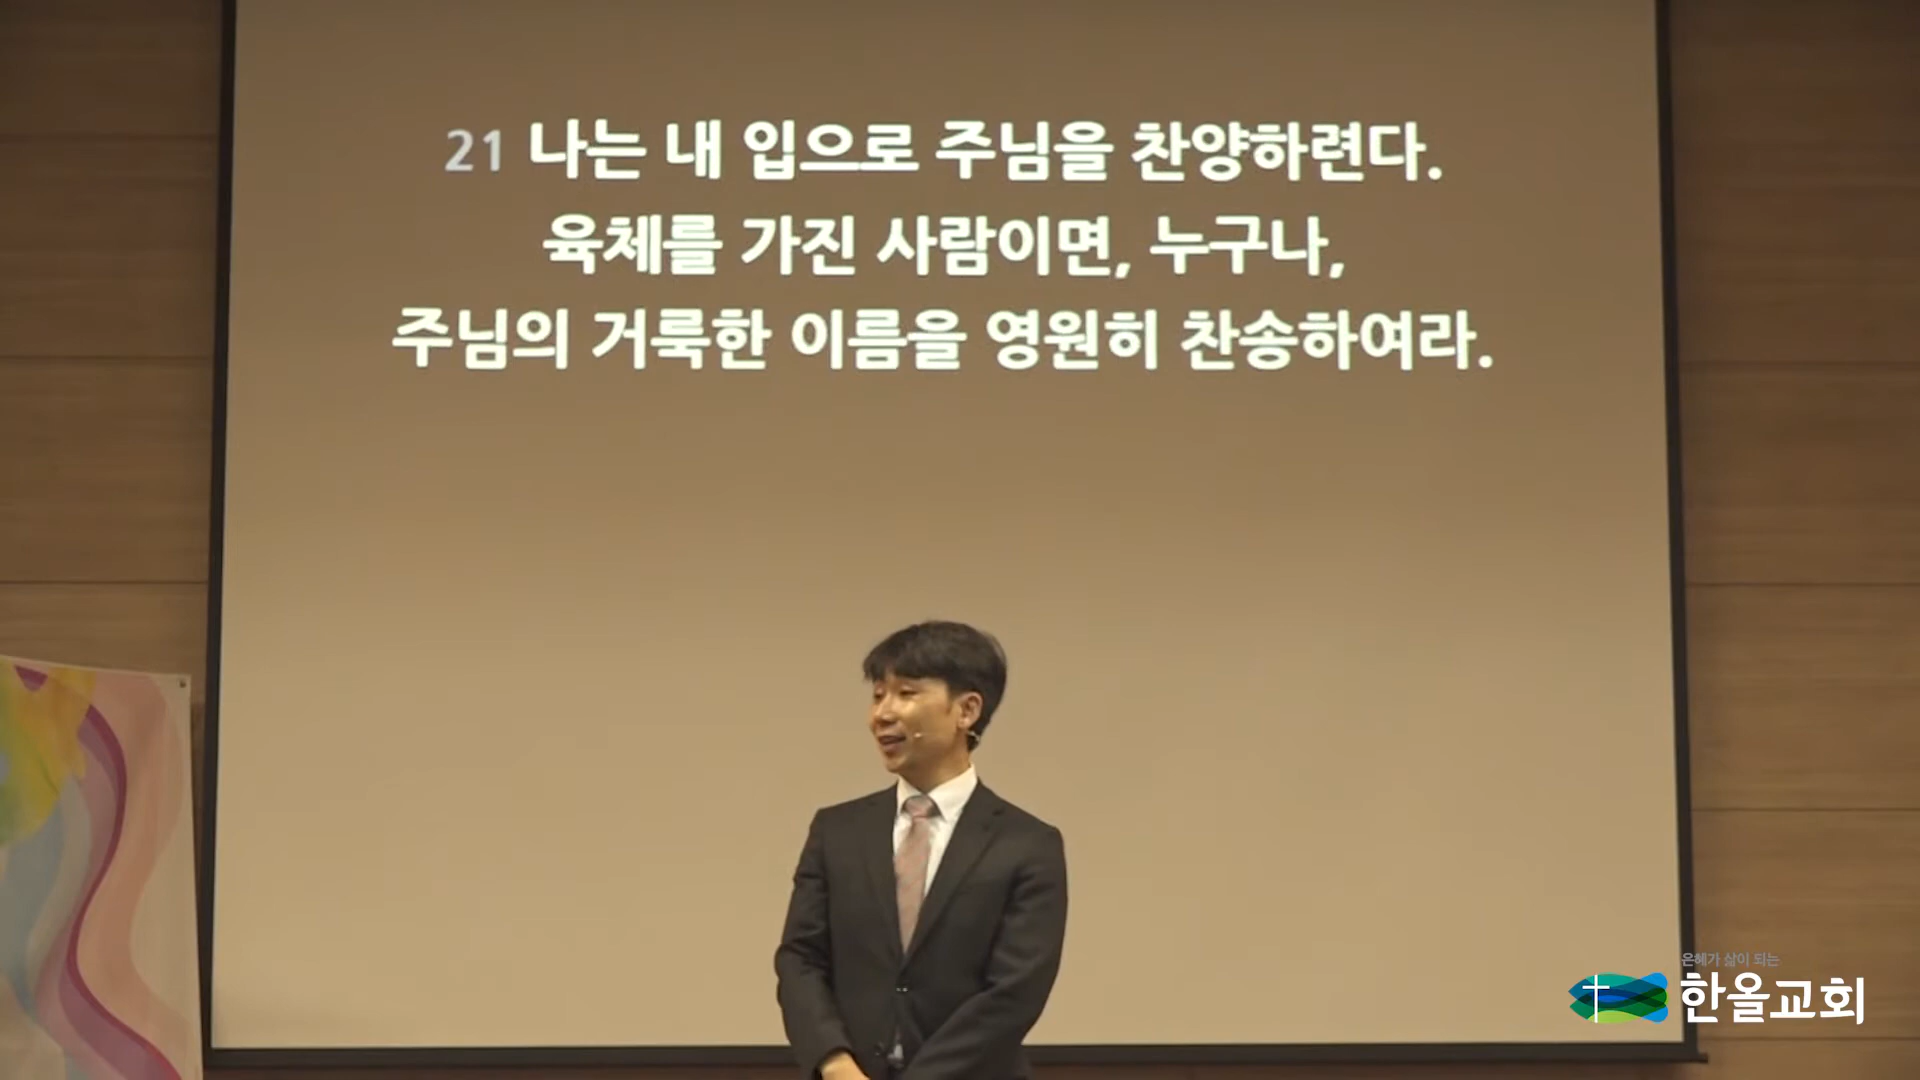 21 나는 내 입으로 주님을 찬양하련다.
육체를 가진 사람이면, 누구나,
주님의 거룩한 이름을 영원히 찬송하여라.
은혜가 삶이 되는
한올교회